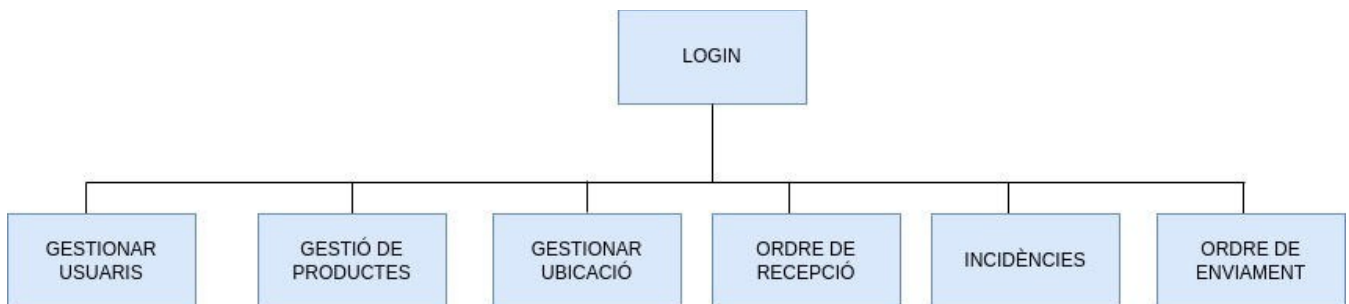 LOGIN
GESTIONAR
USUARIS
GESTIÓ DE
PRODUCTES
GESTIONAR
UBICACIÓ
ORDRE DE
RECEPCIÓ
INCIDÈNCIES
ORDRE DE
ENVIAMENT